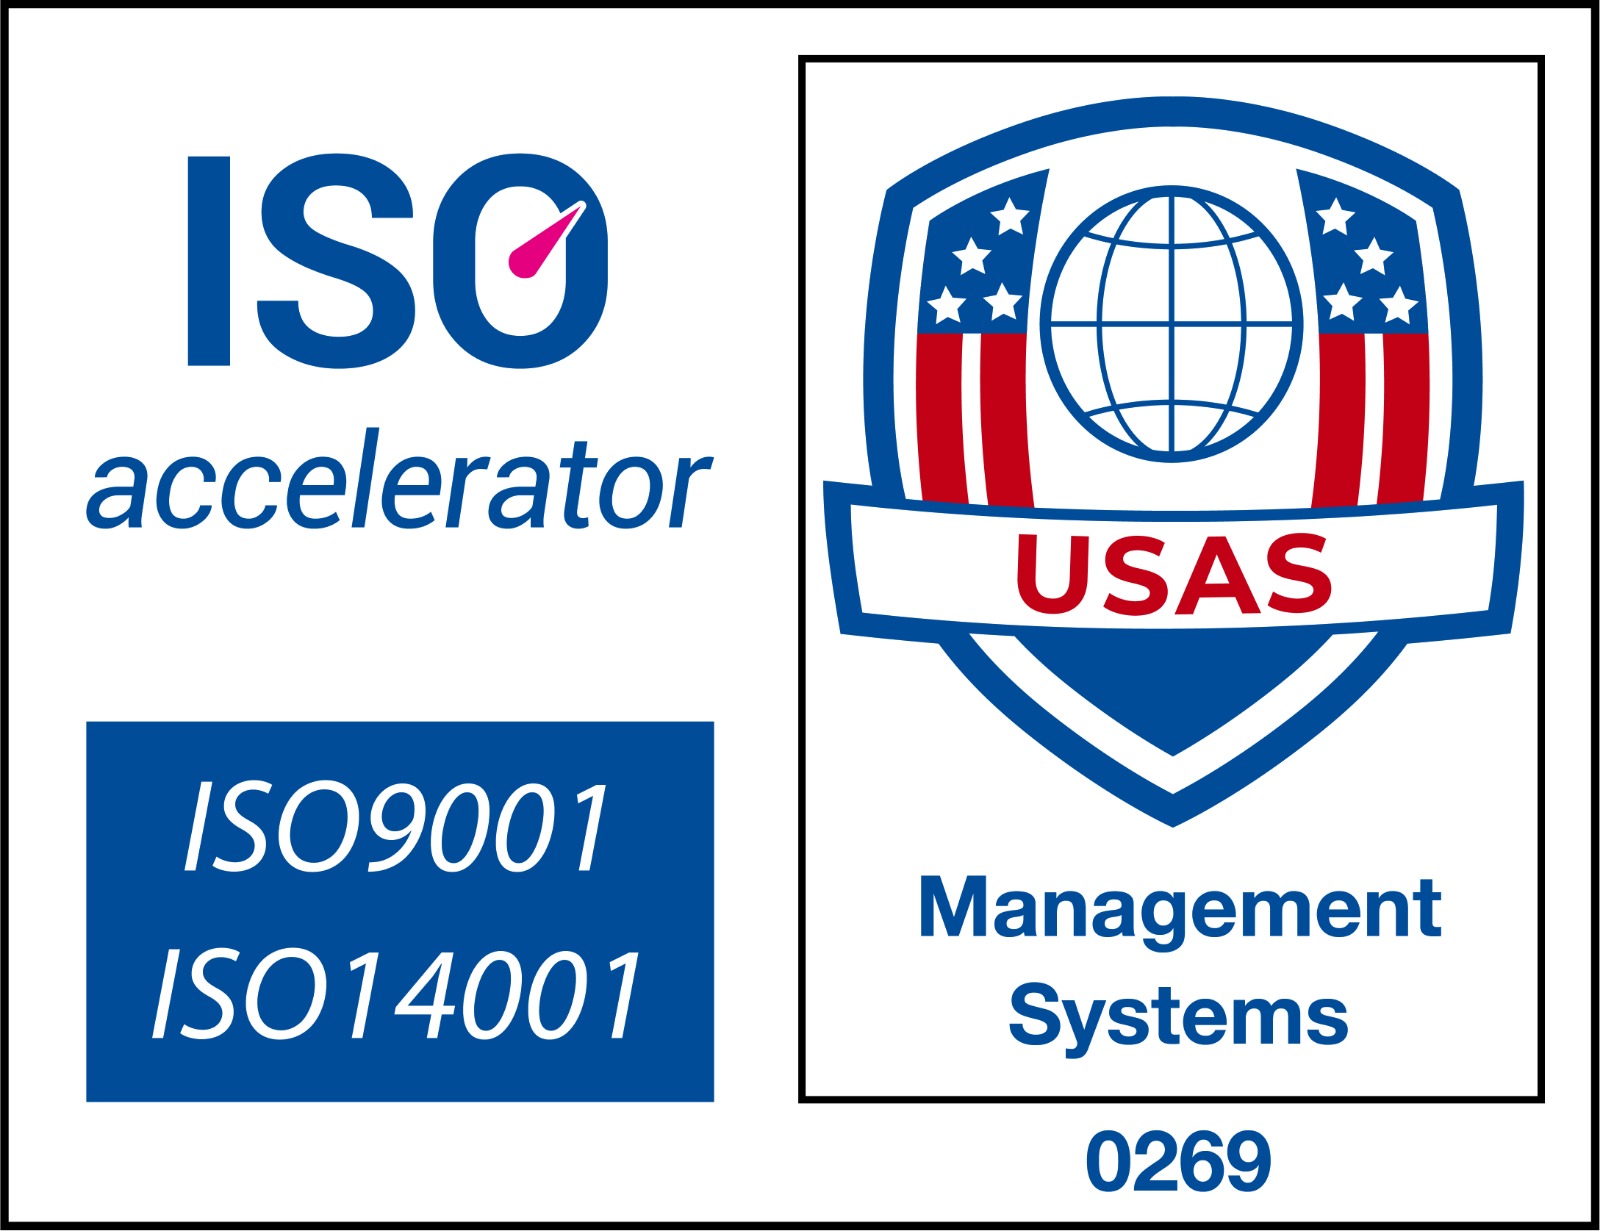 ISO
accelerator
ISO9001
ISO14001
USAS
Management
Systems
0269